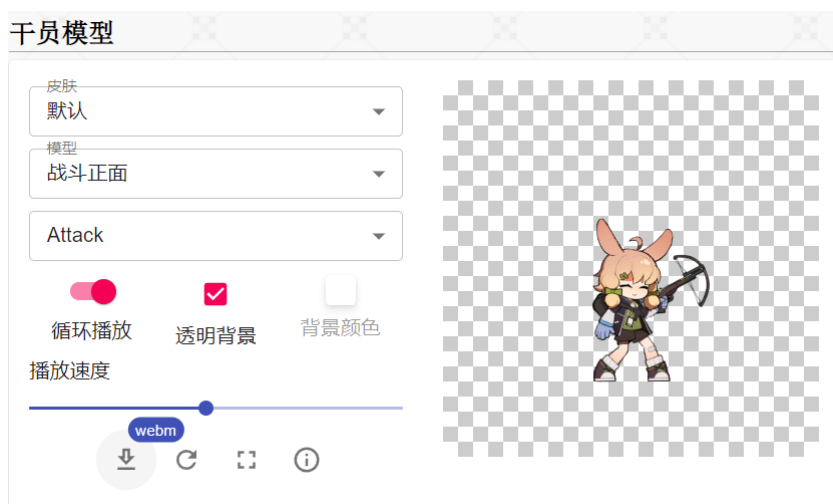 干员模型
皮肤
默认
模型
战斗正面
Attack
循环播放
透明背景
背景颜色
播放速度
webm